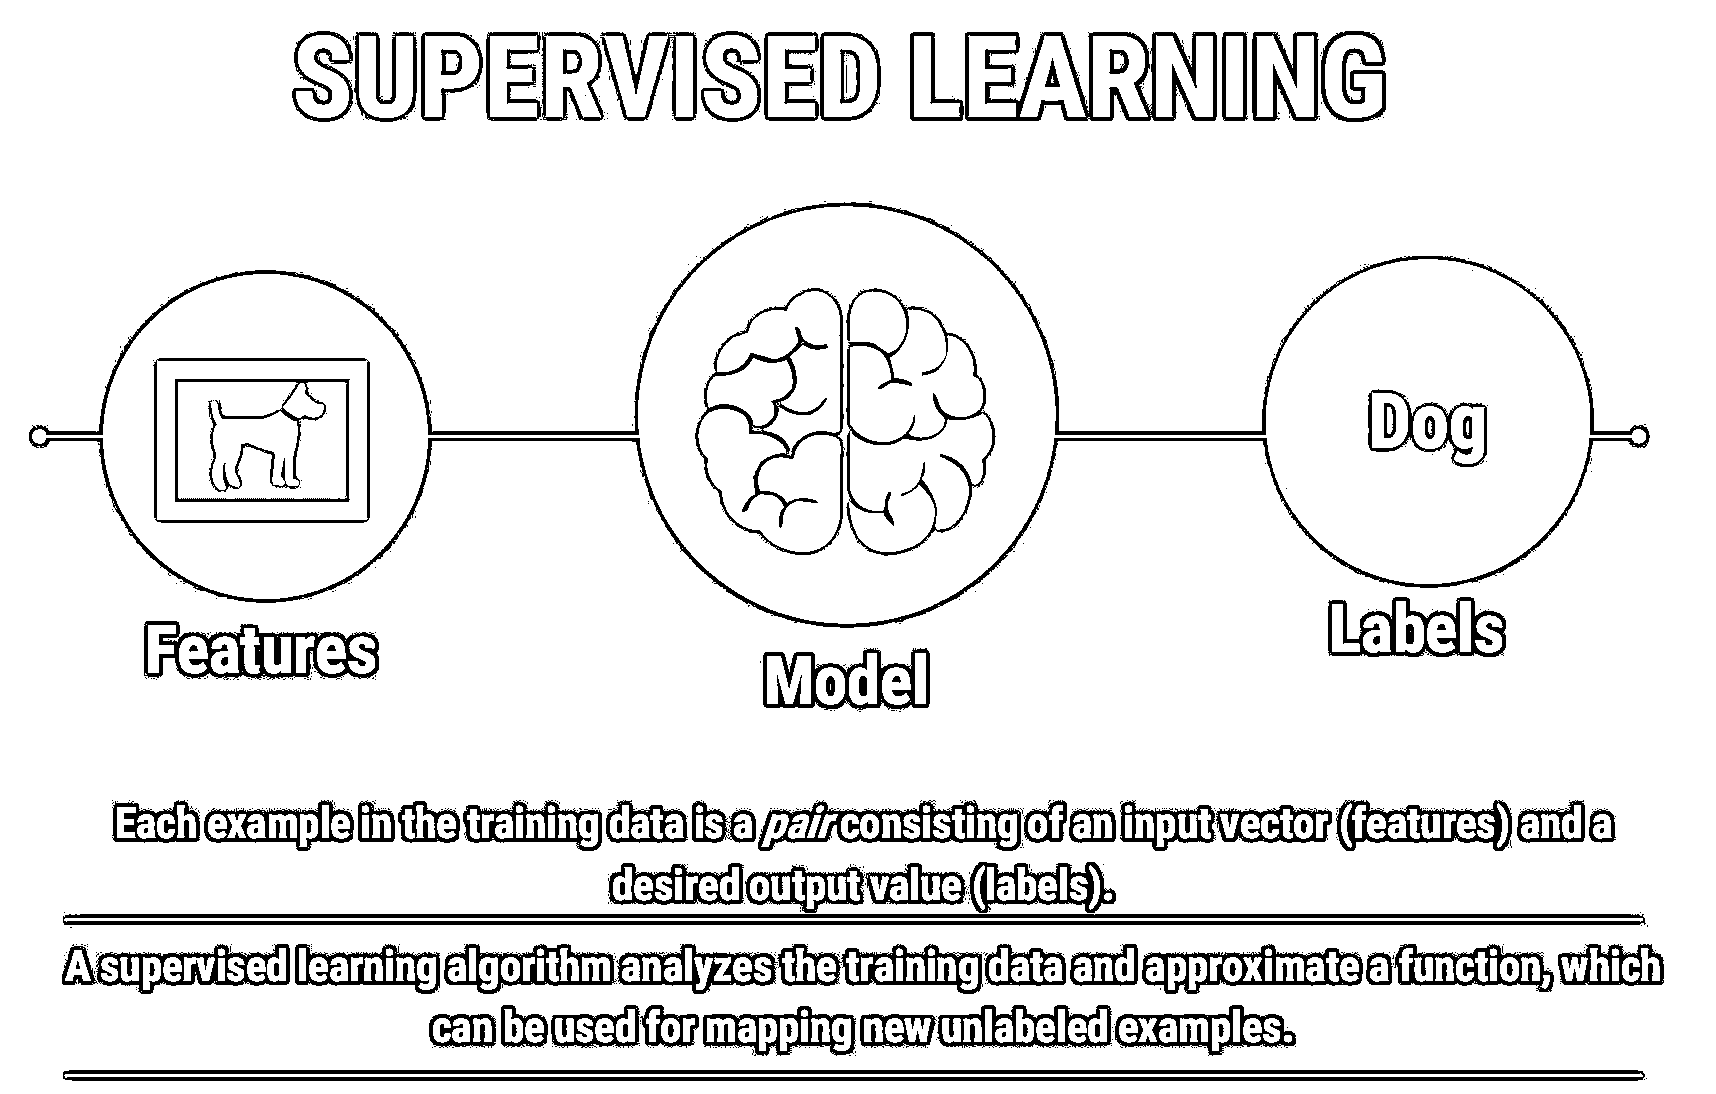 SUPERVISED LEARNING
Dog
Features
Model
Labels
Each example in the training data is a pair consisting of an input vector (features) and a
desired output value (labels).
A supervised learning algorithm analyzes the training data and approximate a function, which
can be used for mapping new unlabeled examples.